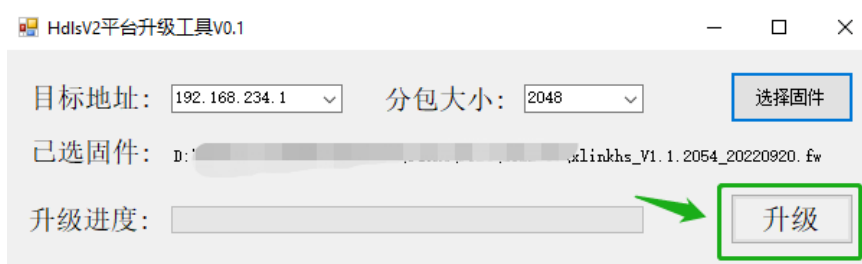 HdlsV2平台升级工具V0.1
目标地址： 192.168.234.1 分包大小： 2048 选择固件
已选固件： D: xlinkhs_V1.1.2054_20220920.fw
升级进度： 升级